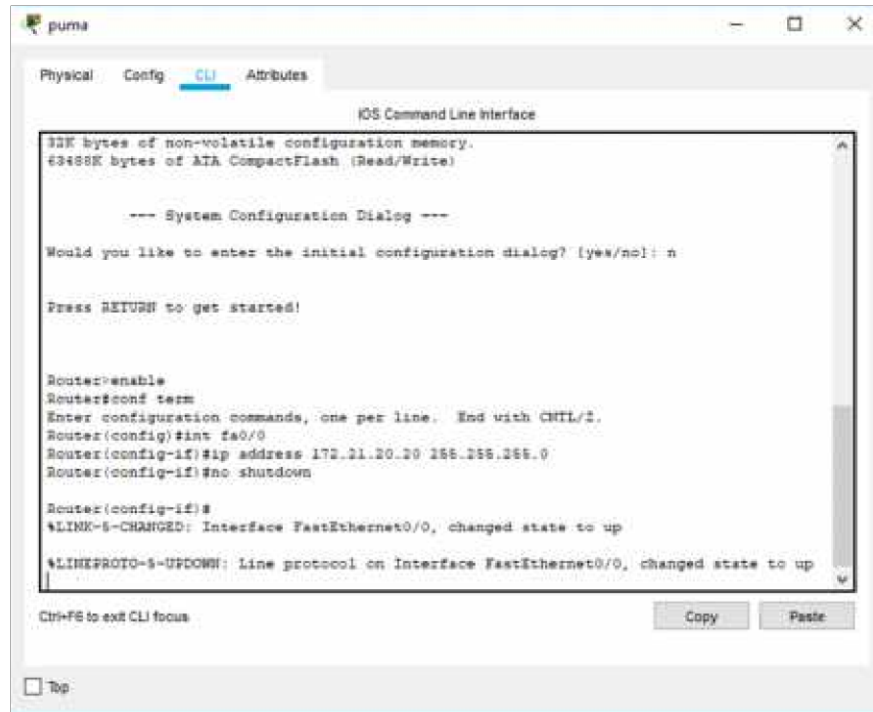 puma
Physical Config CLI Attributes
IOS Command Line Interface
32K bytes of non-volatile configuration memory.
63488K bytes of ATA CompactFlash (Read/Write)
--- System Configuration Dialog ---
Would you like to enter the initial configuration dialog? [yes/no]: n
Press RETURN to get started!
Router>enable
Router#conf term
Enter configuration commands, one per line. End with CNTL/Z.
Router(config)#int fa0/0
Router(config-if)#ip address 172.21.20.20 255.255.255.0
Router(config-if)#no shutdown
Router(config-if)#
%LINK-5-CHANGED: Interface FastEthernet0/0, changed state to up
%LINEPROTO-5-UPDOWN: Line protocol on Interface FastEthernet0/0, changed state to up
Ctrl+F6 to exit CLI focus
Copy Paste
Top